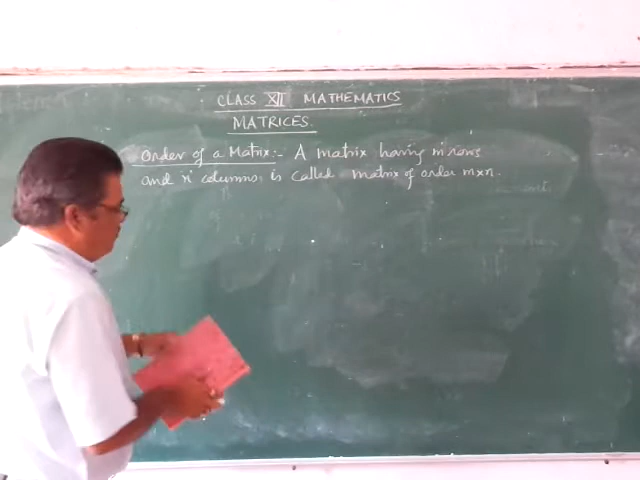 CLASS XII MATHEMATICS
MATRICES.
Order of a Matrix:- A matrix having 'm' rows
and 'n' columns, is called matrix of order m×n.